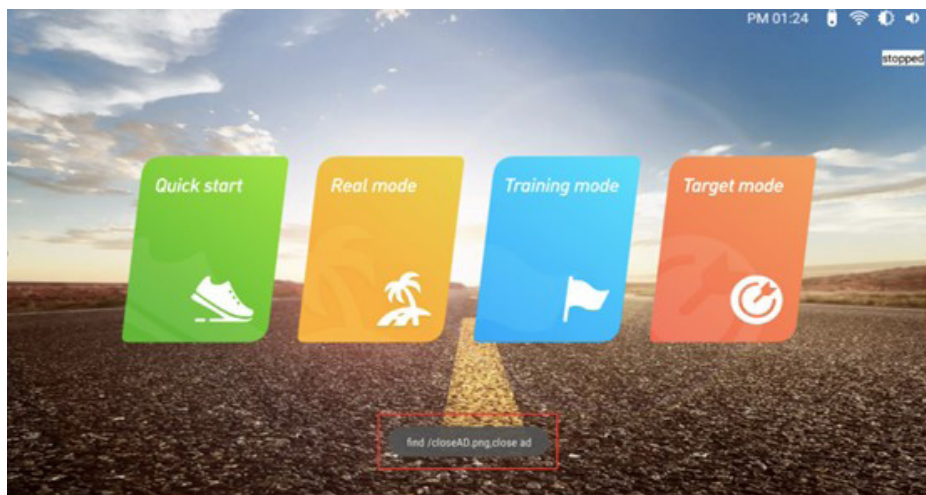 PM 01:24
stopped
Quick start
Real mode
Training mode
Target mode
find /closeAD.png,close ad